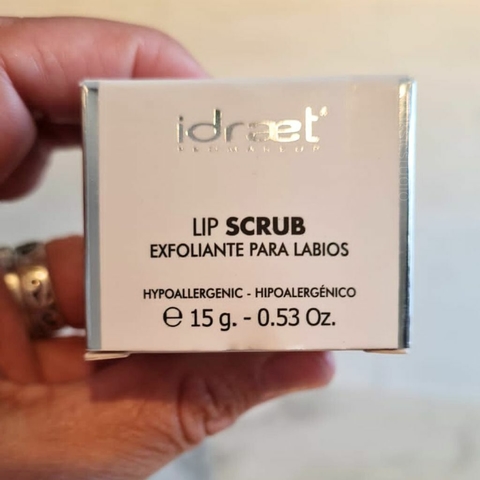 idraet
LIP SCRUB
EXFOLIANTE PARA LABIOS
HYPOALLERGENIC - HIPOALERGÉNICO
℮ 15 g. - 0.53 Oz.